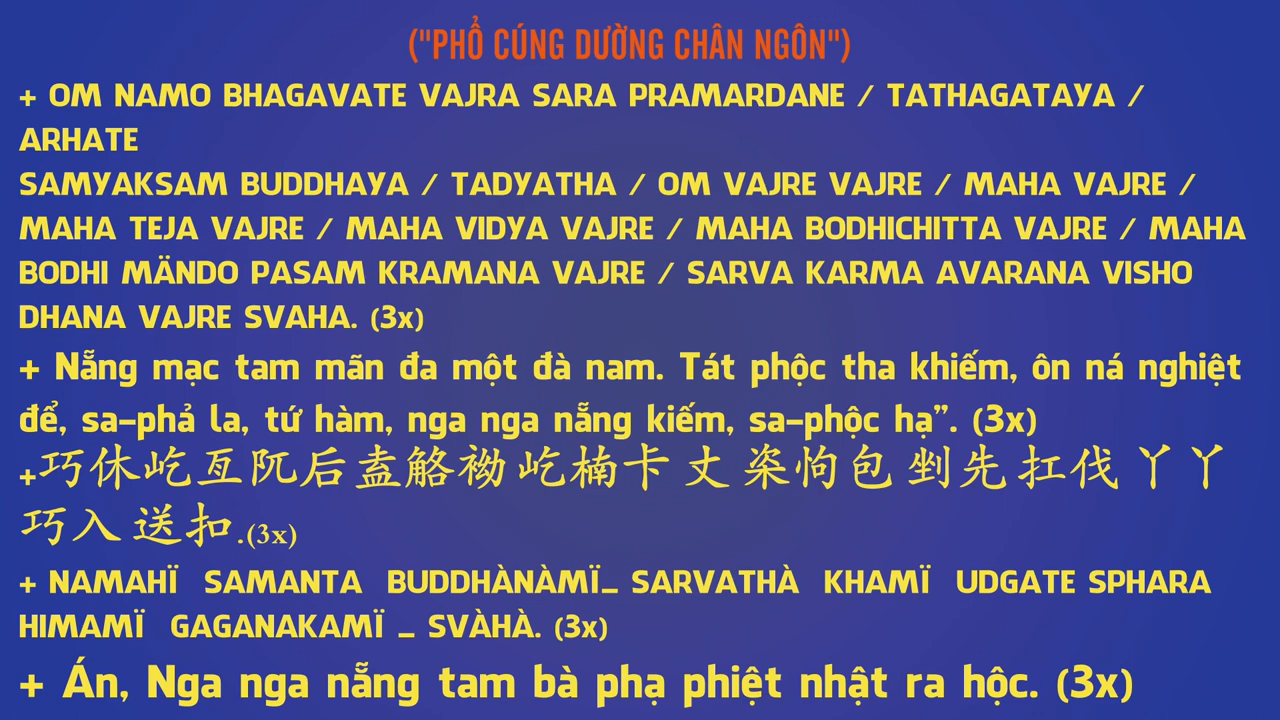 ("PHỔ CÚNG DƯỜNG CHÂN NGÔN")
+ OM NAMO BHAGAVATE VAJRA SARA PRAMARDANE / TATHAGATAYA /
ARHATE
SAMYAKSAM BUDDHAYA / TADYATHA / OM VAJRE VAJRE / MAHA VAJRE /
MAHA TEJA VAJRE / MAHA VIDYA VAJRE / MAHA BODHICHITTA VAJRE / MAHA
BODHI MÄNDO PASAM KRAMANA VAJRE / SARVA KARMA AVARANA VISHO
DHANA VAJRE SVAHA. (3x)
+ Nẵng mạc tam mãn đa một đà nam. Tát phộc tha khiếm, ôn ná nghiệt
để, sa-phả la, tứ hàm, nga nga nẵng kiếm, sa-phộc hạ”. (3x)
+巧休屹亙阢后盍觡袎屹楠卡丈 楶怐包 剉先扛伐丫丫
巧入送扣.(3x)
+ NAMAHÏ SAMANTA BUDDHÀNÀMÏ_ SARVATHÀ KHAMÏ UDGATE SPHARA
HIMAMÏ GAGANAKAMÏ _ SVÀHÀ. (3x)
+ Án, Nga nga nẵng tam bà phạ phiệt nhật ra hộc. (3x)